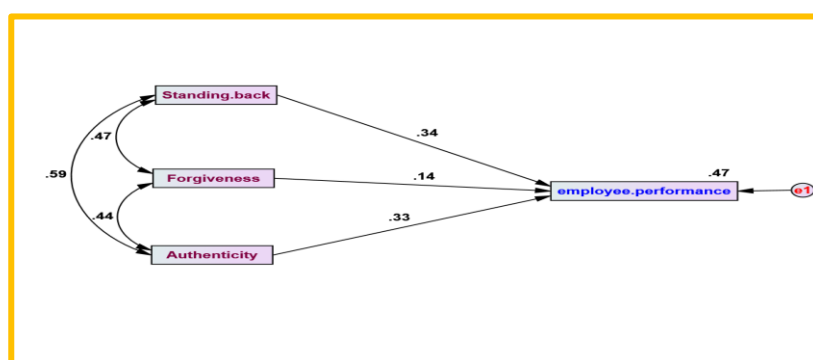 Standing.back
.47
.34
.59
Forgiveness
.14
.47
employee.performance
e1
.44
.33
Authenticity